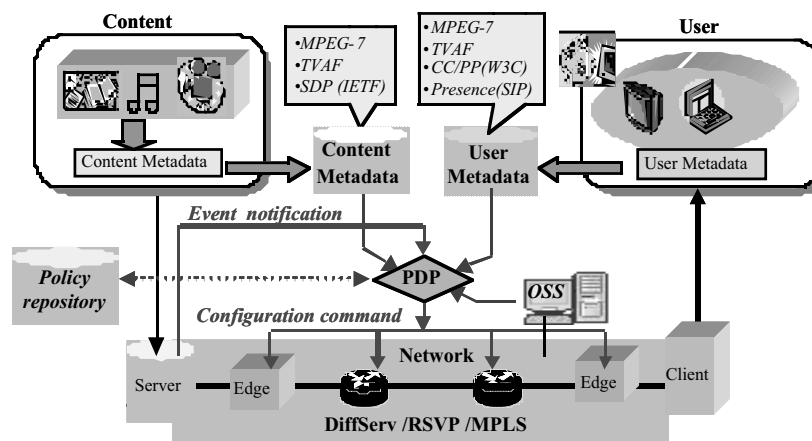 Content
User
•MPEG-7
•TVAF
•SDP (IETF)
•MPEG-7
•TVAF
•CC/PP(W3C)
•Presence(SIP)
Content Metadata
Content
Metadata
User
Metadata
User Metadata
Event notification
Policy
repository
PDP
OSS
Configuration command
Network
Server
Edge
Edge
Client
DiffServ /RSVP /MPLS